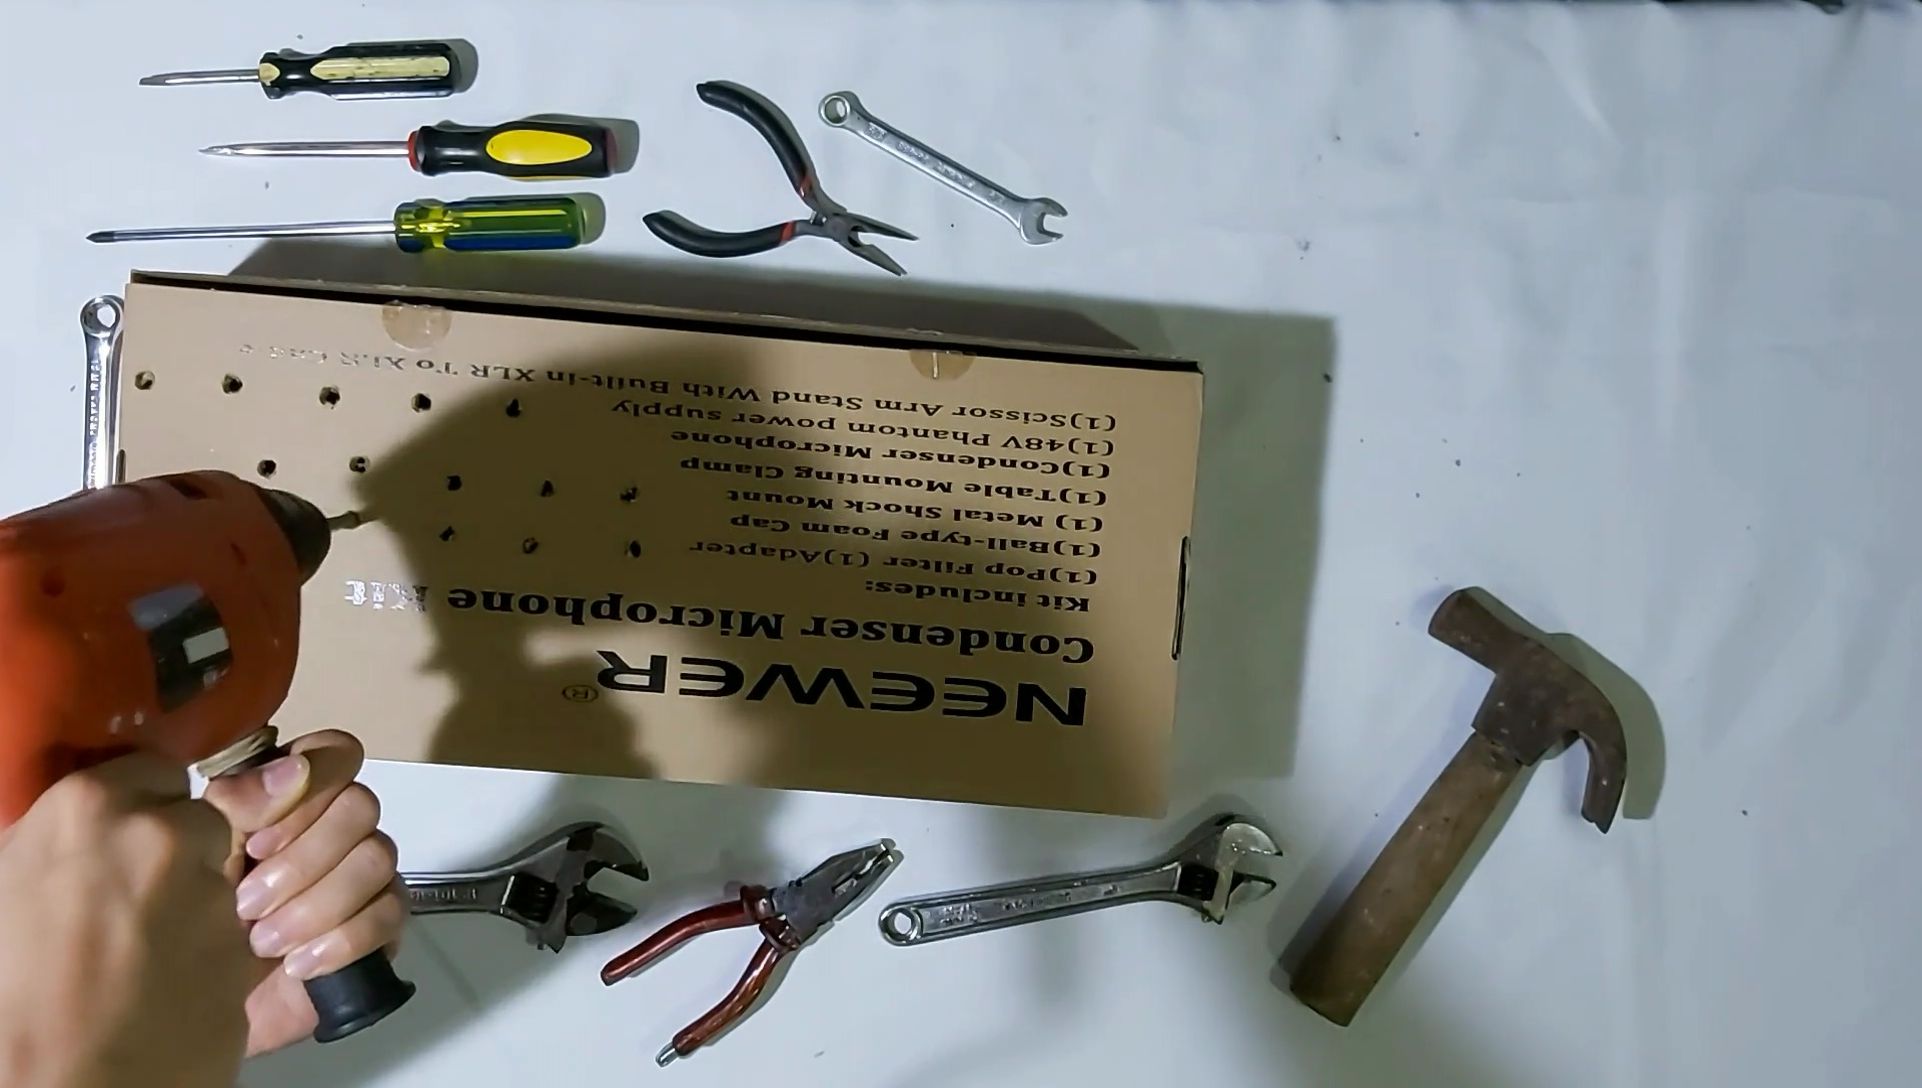 NEEWER®
Condenser Microphone Kit
Kit includes:
(1)Pop Filter (1)Adapter
(1)Ball-type Foam Cap
(1) Metal Shock Mount
(1)Table Mounting Clamp
(1)Condenser Microphone
(1)48V Phantom power supply
(1)Scissor Arm Stand With Built-in XLR To XLR